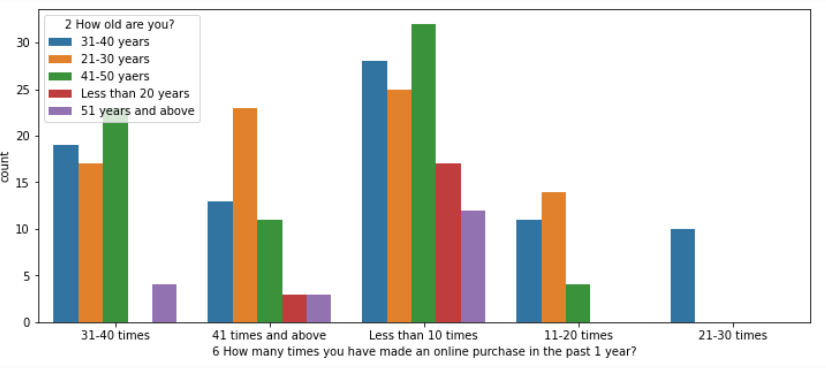 2 How old are you?
31-40 years
21-30 years
41-50 yaers
Less than 20 years
51 years and above
count
30
25
20
15
10
5
0
31-40 times 41 times and above Less than 10 times 11-20 times 21-30 times
6 How many times you have made an online purchase in the past 1 year?